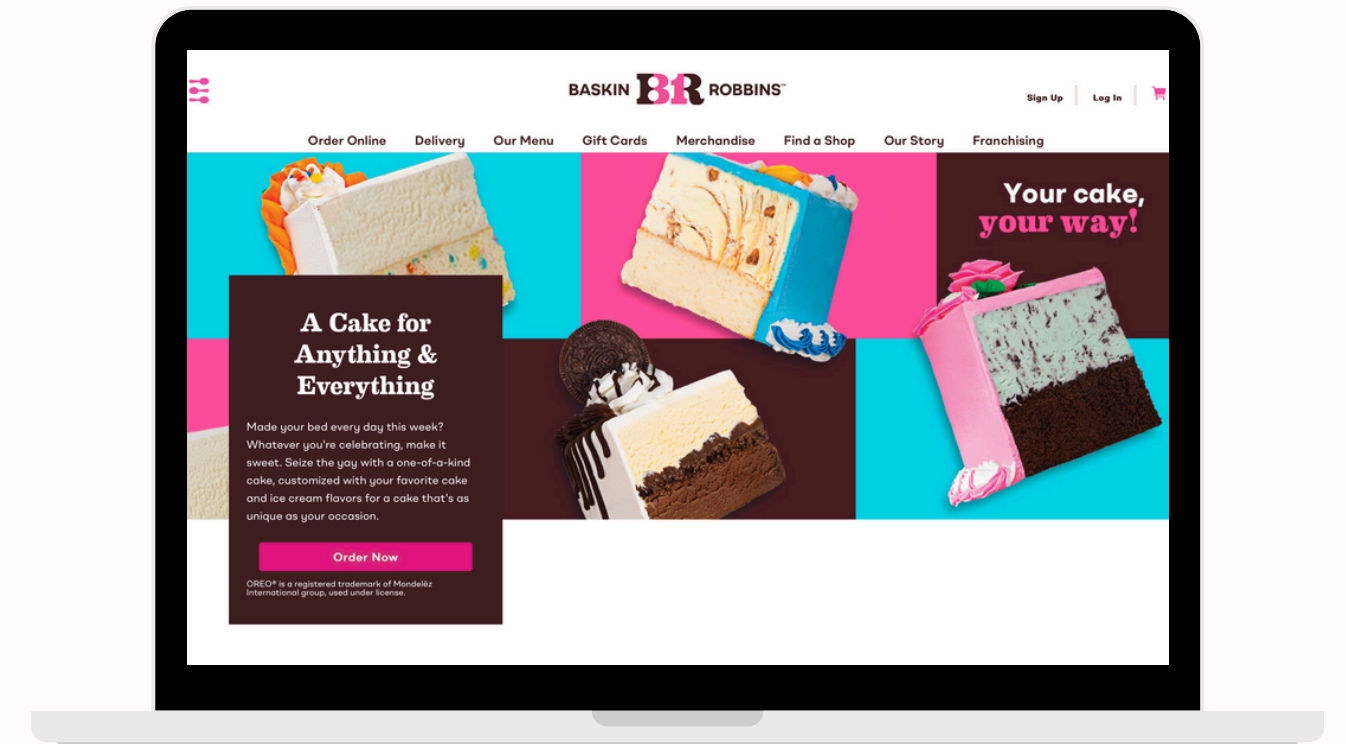 BASKIN BR ROBBINS™
Sign Up
Log In
Order Online
Delivery
Our Menu
Gift Cards
Merchandise
Find a Shop
Our Story
Franchising
Your cake,
your way!
A Cake for
Anything &
Everything
Made your bed every day this week?
Whatever you're celebrating, make it
sweet. Seize the yay with a one-of-a-kind
cake, customized with your favorite cake
and ice cream flavors for a cake that's as
unique as your occasion.
Order Now
OREO® is a registered trademark of Mondelēz
International group, used under license.